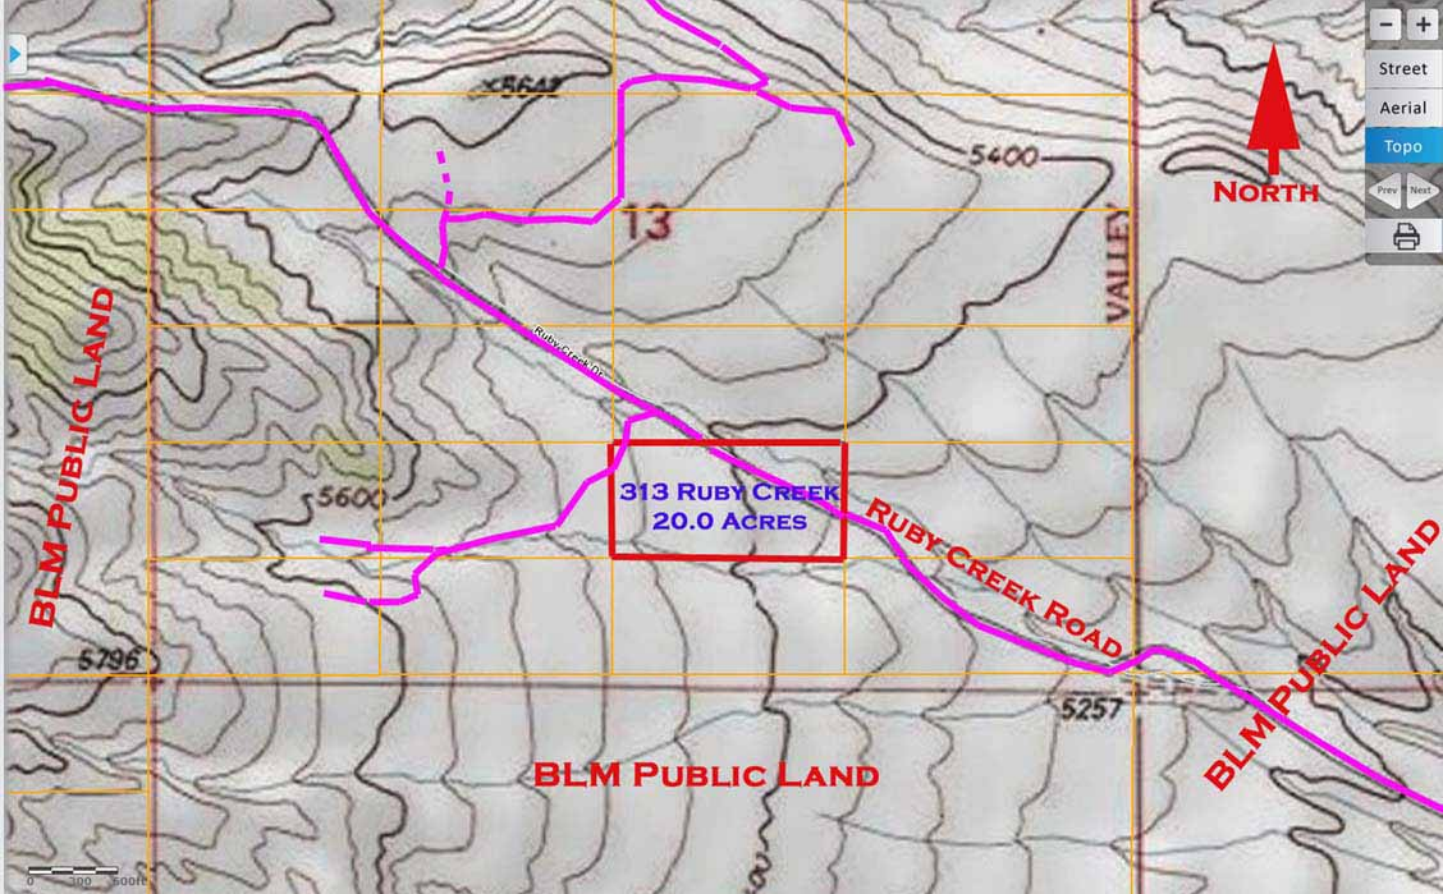 −
+
Street
Aerial
Topo
Prev
Next
×5642
5400
NORTH
13
VALLEY
BLM PUBLIC LAND
Ruby Creek Dr
5600
313 RUBY CREEK
20.0 ACRES
RUBY CREEK ROAD
BLM PUBLIC LAND
5796
5257
BLM PUBLIC LAND
0 300 600ft